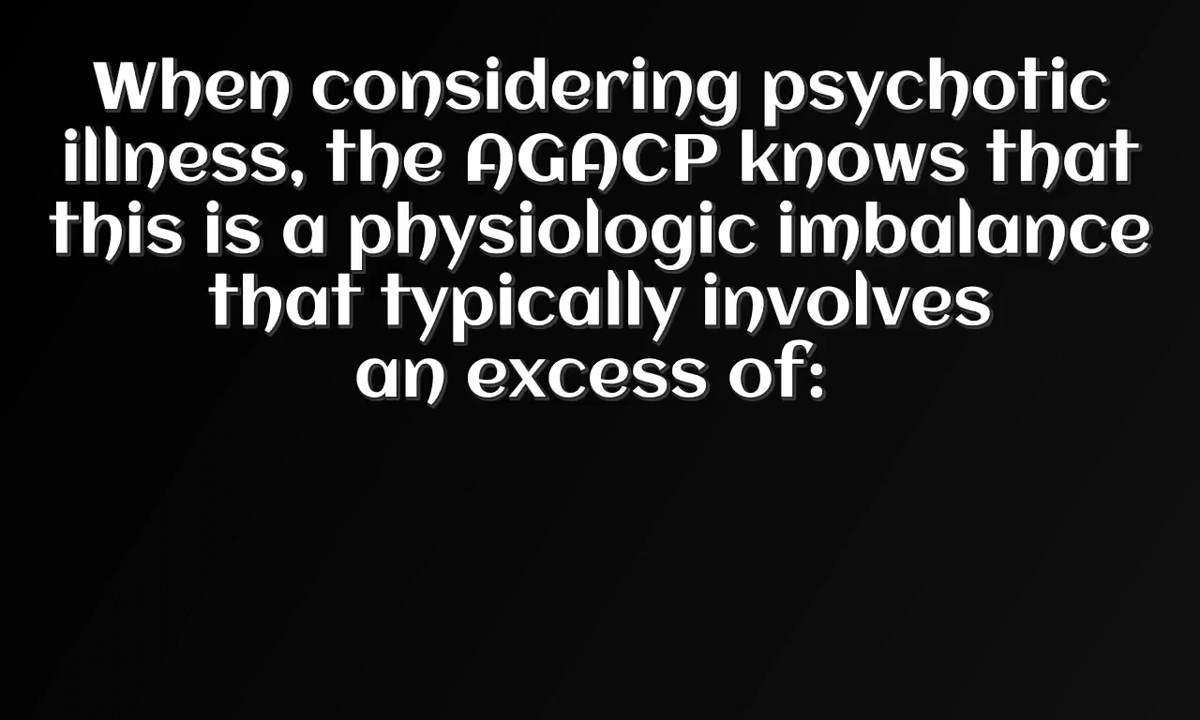 When considering psychotic
illness, the AGACP knows that
this is a physiologic imbalance
that typically involves
an excess of: